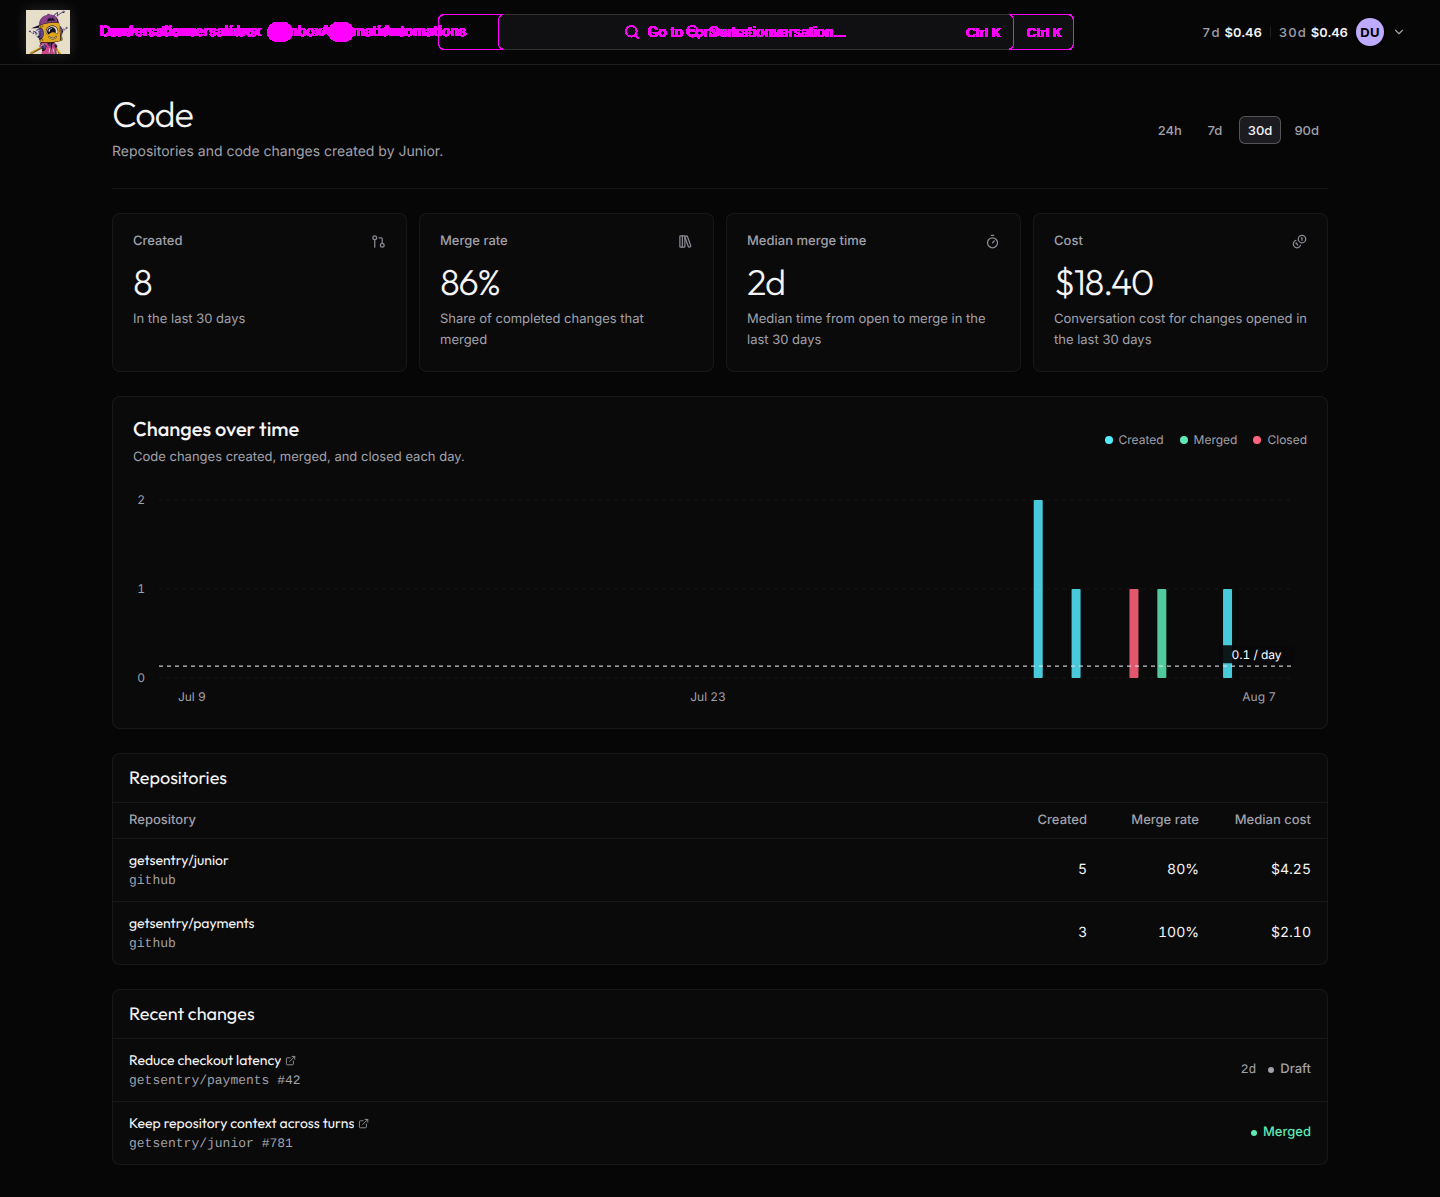 Go to
Ctrl K
Ctrl K
7d $0.46
30d $0.46
DU
Code
Repositories and code changes created by Junior.
24h
7d
30d
90d
Created
8
In the last 30 days
Merge rate
86%
Share of completed changes that
merged
Median merge time
2d
Median time from open to merge in the
last 30 days
Cost
$18.40
Conversation cost for changes opened in
the last 30 days
Changes over time
Code changes created, merged, and closed each day.
Created
Merged
Closed
2
1
0
0.1 / day
Jul 9
Jul 23
Aug 7
Repositories
Repository
Created
Merge rate
Median cost
getsentry/junior
github
5
80%
$4.25
getsentry/payments
github
3
100%
$2.10
Recent changes
Reduce checkout latency
getsentry/payments #42
2d
Draft
Keep repository context across turns
getsentry/junior #781
Merged